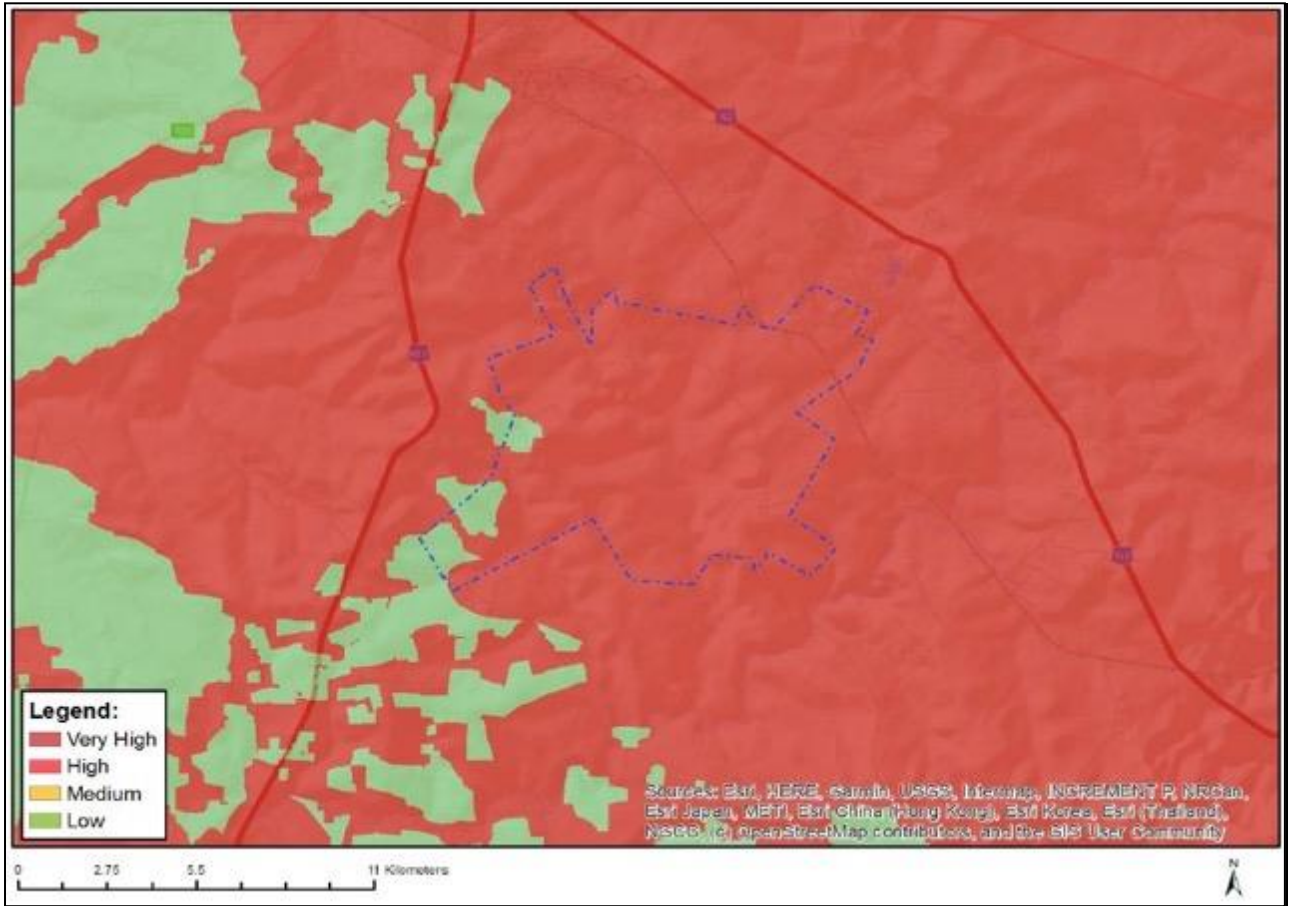 Legend:
Very High
High
Medium
Low
Sources: Esri, HERE, Garmin, USGS, Intermap, INCREMENT P, NRCan,
Esri Japan, METI, Esri China (Hong Kong), Esri Korea, Esri (Thailand),
NGCC, (c) OpenStreetMap contributors, and the GIS User Community
0 2.75 5.5 11 Kilometers
N